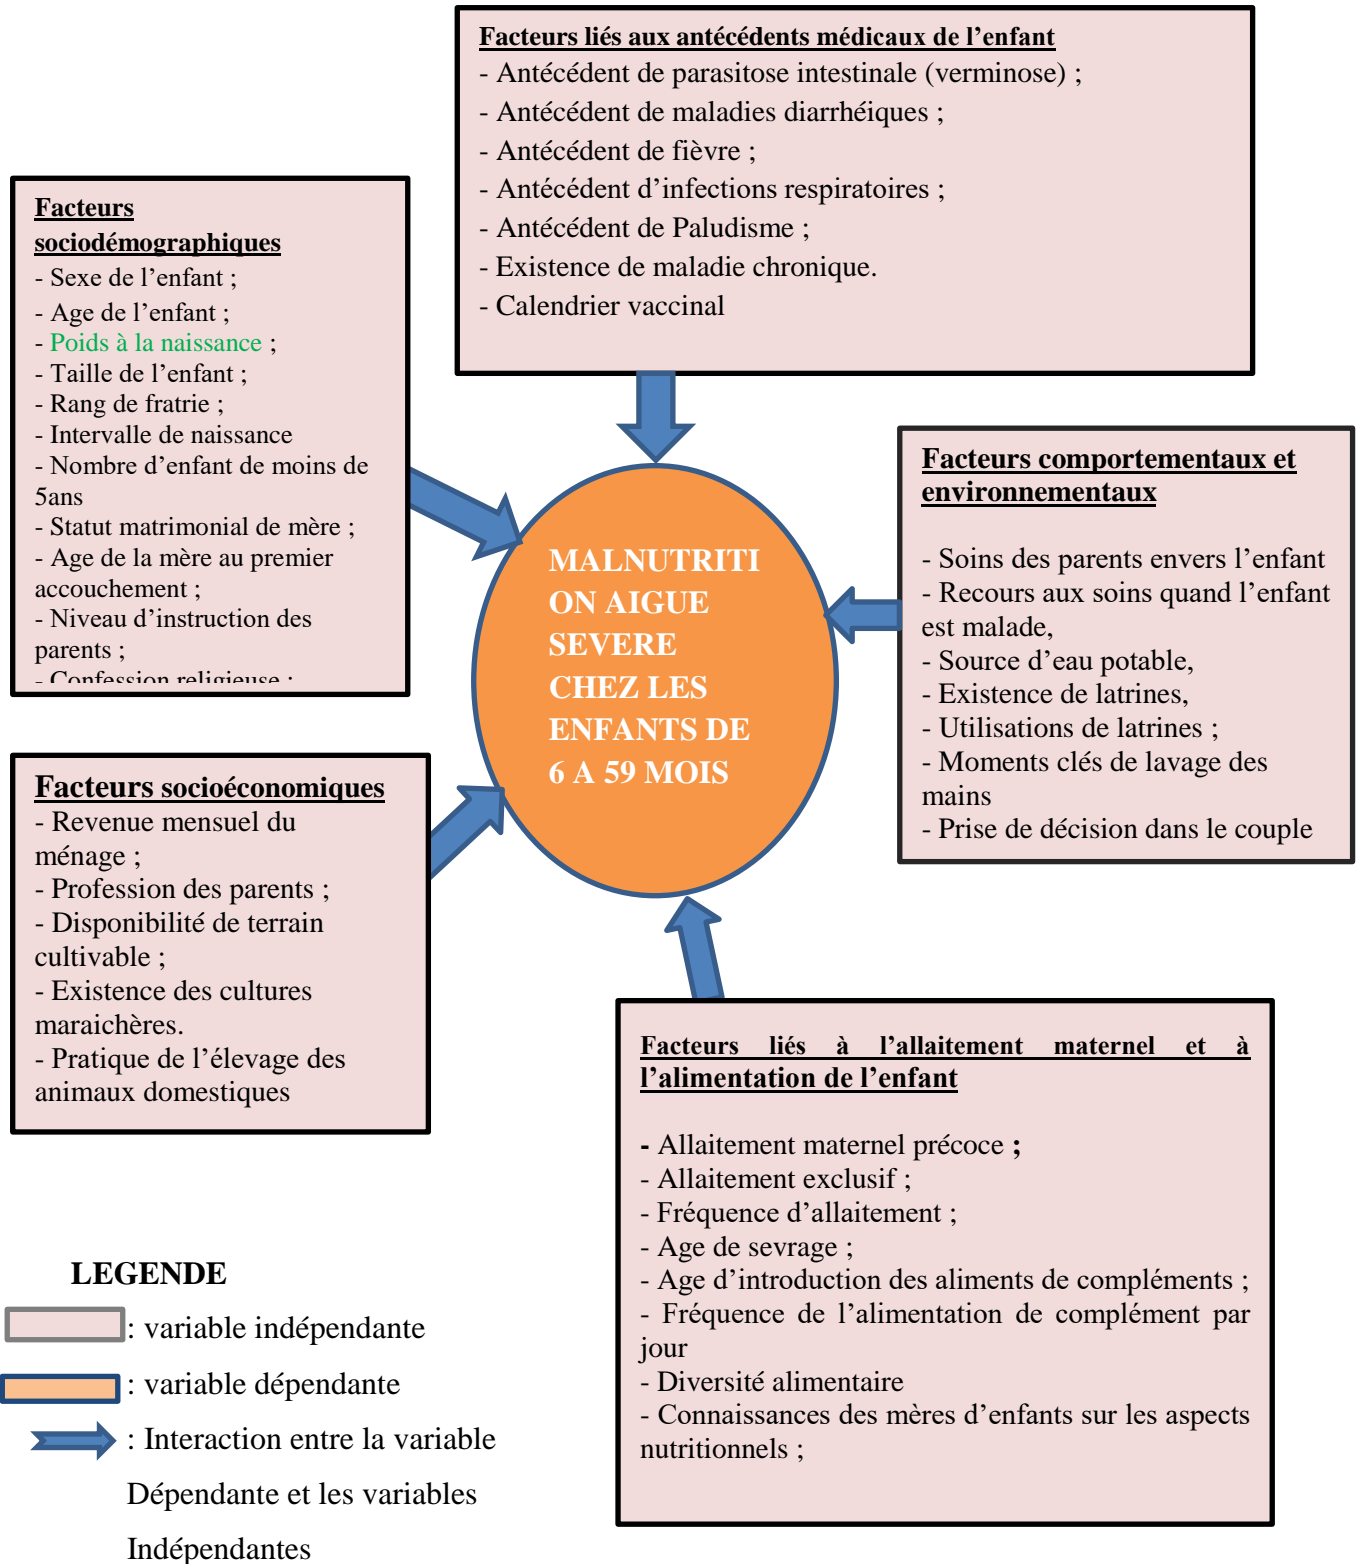 Facteurs liés aux antécédents médicaux de l’enfant
- Antécédent de parasitose intestinale (verminose) ;
- Antécédent de maladies diarrhéiques ;
- Antécédent de fièvre ;
- Antécédent d’infections respiratoires ;
- Antécédent de Paludisme ;
- Existence de maladie chronique.
- Calendrier vaccinal
Facteurs
sociodémographiques
- Sexe de l’enfant ;
- Age de l’enfant ;
- Poids à la naissance ;
- Taille de l’enfant ;
- Rang de fratrie ;
- Intervalle de naissance
- Nombre d’enfant de moins de
5ans
- Statut matrimonial de mère ;
- Age de la mère au premier
accouchement ;
- Niveau d’instruction des
parents ;
- Confession religieuse ;
MALNUTRITI
ON AIGUE
SEVERE
CHEZ LES
ENFANTS DE
6 A 59 MOIS
Facteurs comportementaux et
environnementaux
- Soins des parents envers l’enfant
- Recours aux soins quand l’enfant
est malade,
- Source d’eau potable,
- Existence de latrines,
- Utilisations de latrines ;
- Moments clés de lavage des
mains
- Prise de décision dans le couple
Facteurs socioéconomiques
- Revenue mensuel du
ménage ;
- Profession des parents ;
- Disponibilité de terrain
cultivable ;
- Existence des cultures
maraichères.
- Pratique de l’élevage des
animaux domestiques
Facteurs liés à l’allaitement maternel et à
l’alimentation de l’enfant
- Allaitement maternel précoce ;
- Allaitement exclusif ;
- Fréquence d’allaitement ;
- Age de sevrage ;
- Age d’introduction des aliments de compléments ;
- Fréquence de l’alimentation de complément par
jour
- Diversité alimentaire
- Connaissances des mères d’enfants sur les aspects
nutritionnels ;
LEGENDE
: variable indépendante
: variable dépendante
: Interaction entre la variable
Dépendante et les variables
Indépendantes